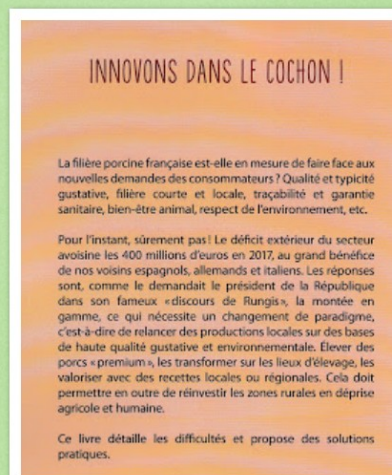 INNOVONS DANS LE COCHON !
La filière porcine française est-elle en mesure de faire face aux
nouvelles demandes des consommateurs ? Qualité et typicité
gustative, filière courte et locale, traçabilité et garantie
sanitaire, bien-être animal, respect de l'environnement, etc.
Pour l'instant, sûrement pas ! Le déficit extérieur du secteur
avoisine les 400 millions d'euros en 2017, au grand bénéfice
de nos voisins espagnols, allemands et italiens. Les réponses
sont, comme le demandait le président de la République
dans son fameux « discours de Rungis », la montée en
gamme, ce qui nécessite un changement de paradigme,
c'est-à-dire de relancer des productions locales sur des bases
de haute qualité gustative et environnementale. Élever des
porcs « premium », les transformer sur les lieux d'élevage, les
valoriser avec des recettes locales ou régionales. Cela doit
permettre en outre de réinvestir les zones rurales en déprise
agricole et humaine.
Ce livre détaille les difficultés et propose des solutions
pratiques.